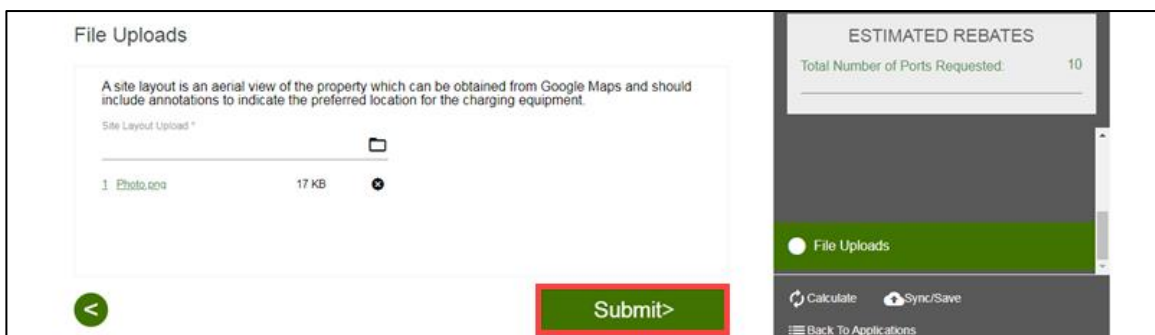 File Uploads
A site layout is an aerial view of the property which can be obtained from Google Maps and should
include annotations to indicate the preferred location for the charging equipment.
Site Layout Upload *
1 Photo.png 17 KB
<
Submit>
ESTIMATED REBATES
Total Number of Ports Requested: 10
File Uploads
Calculate Sync/Save
Back To Applications